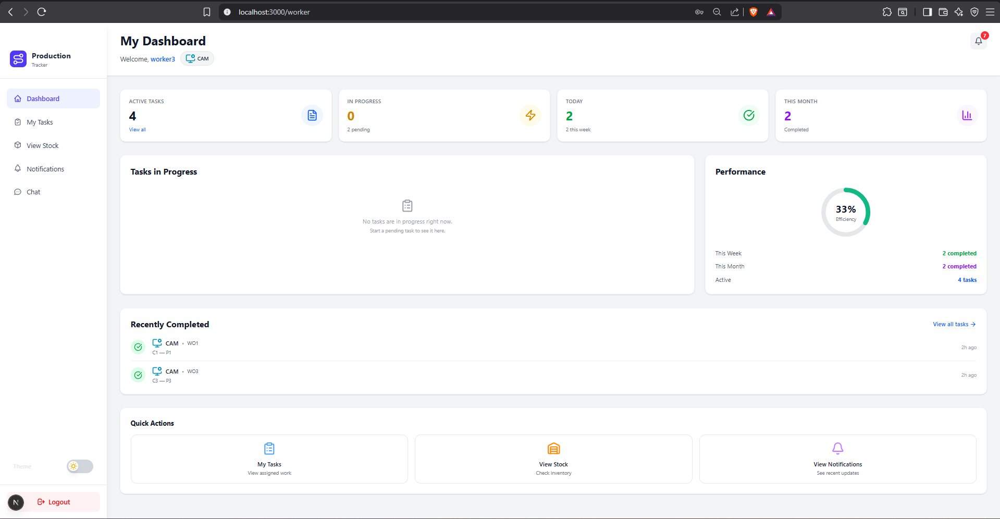 localhost:3000/worker
Production
Tracker
Dashboard
My Tasks
View Stock
Notifications
Chat
Theme
N
Logout
My Dashboard
Welcome, worker3 CAM
7
ACTIVE TASKS
4
View all
IN PROGRESS
0
2 pending
TODAY
2
2 this week
THIS MONTH
2
Completed
Tasks in Progress
No tasks are in progress right now.
Start a pending task to see it here.
Performance
33%
Efficiency
This Week 2 completed
This Month 2 completed
Active 4 tasks
Recently Completed
View all tasks →
CAM • WO1
C1 — P1
2h ago
CAM • WO3
C3 — P3
2h ago
Quick Actions
My Tasks
View assigned work
View Stock
Check inventory
View Notifications
See recent updates